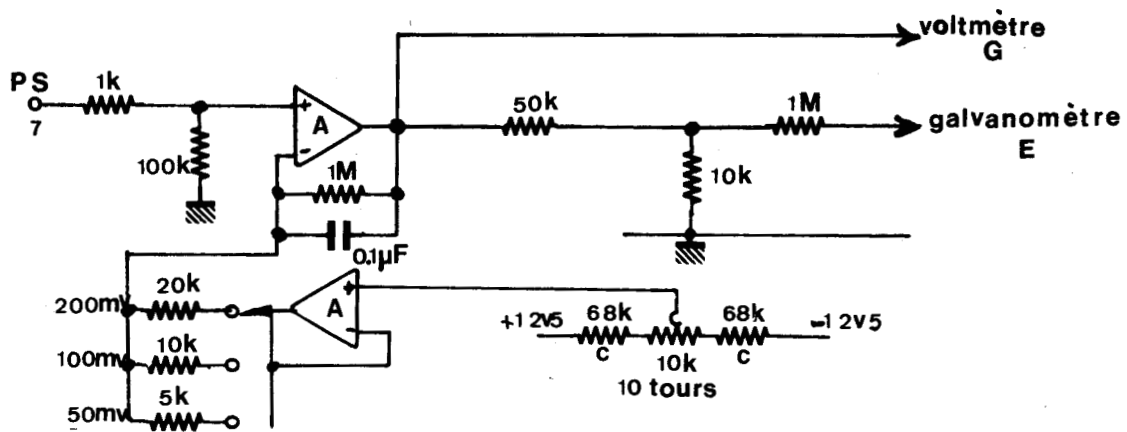 voltmètre
G
PS
7
1k
A
+
-
100k
50k
1M
galvanomètre
E
10k
1M
0.1µF
200mv
20k
A
+
-
+12V5
68k
C
10k
10 tours
68k
C
-12V5
100mv
10k
50mv
5k